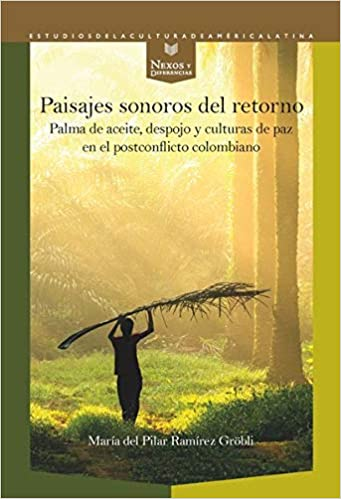 ESTUDIOSDELACULTURADEAMÉRICALATINA
NEXOS Y
DIFERENCIAS
Paisajes sonoros del retorno
Palma de aceite, despojo y culturas de paz
en el postconflicto colombiano
María del Pilar Ramírez Gröbli